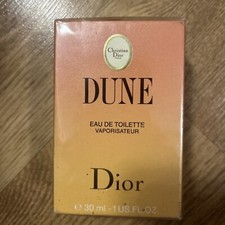 Christian
Dior
DUNE
EAU DE TOILETTE
VAPORISATEUR
Dior
℮ 30 ml - 1 US FL.OZ.